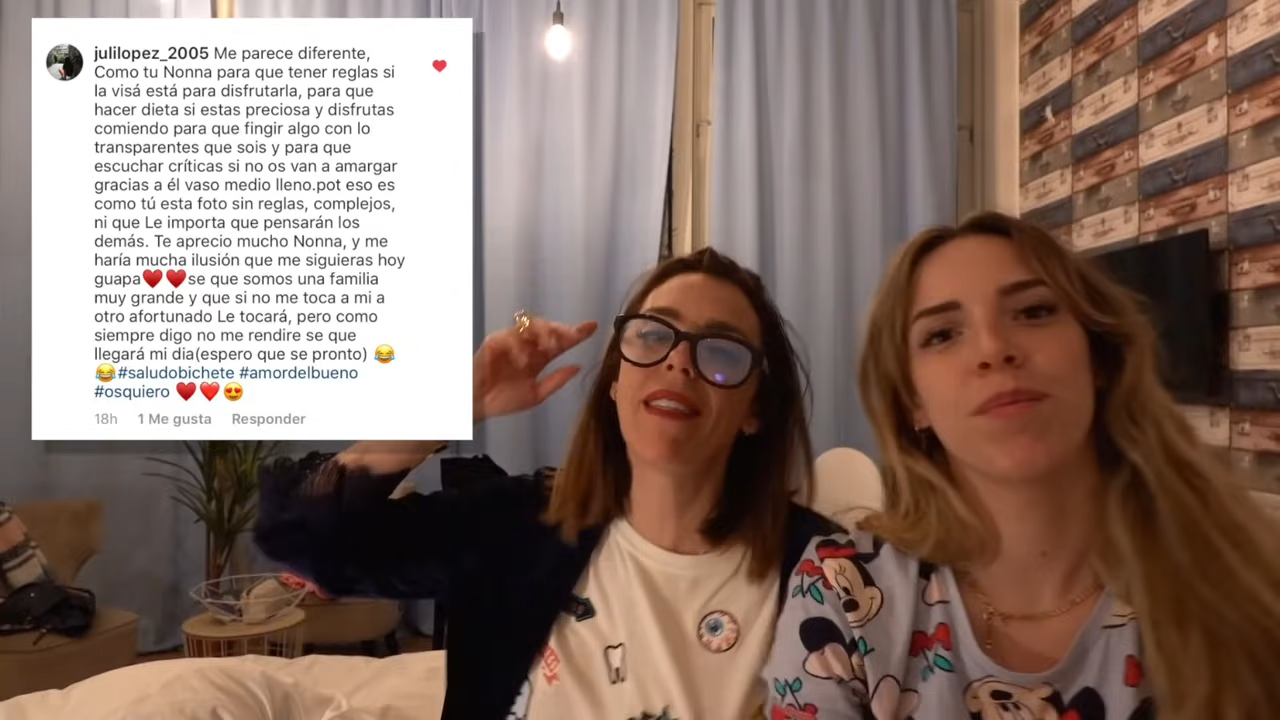 julilopez_2005 Me parece diferente,
Como tu Nonna para que tener reglas si
la visá está para disfrutarla, para que
hacer dieta si estas preciosa y disfrutas
comiendo para que fingir algo con lo
transparentes que sois y para que
escuchar críticas si no os van a amargar
gracias a él vaso medio lleno.pot eso es
como tú esta foto sin reglas, complejos,
ni que Le importa que pensarán los
demás. Te aprecio mucho Nonna, y me
haría mucha ilusión que me siguieras hoy
guapa♥️♥️se que somos una familia
muy grande y que si no me toca a mi a
otro afortunado Le tocará, pero como
siempre digo no me rendire se que
llegará mi dia(espero que se pronto) 😂
😂#saludobichete #amordelbueno
#osquiero ♥️❤️😍
18h 1 Me gusta Responder